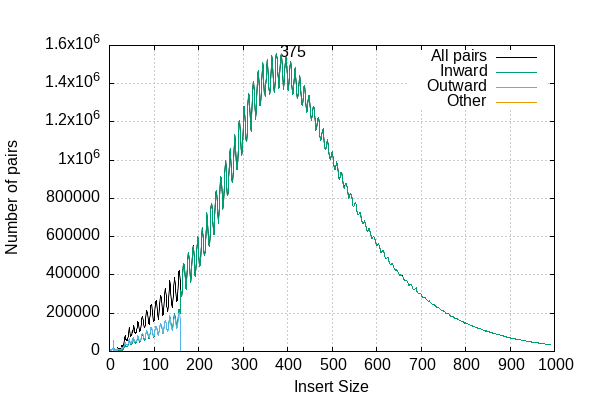 1.6x10^6
1.4x10^6
1.2x10^6
1x10^6
800000
600000
400000
200000
0
Number of pairs
375
All pairs
Inward
Outward
Other
0 100 200 300 400 500 600 700 800 900 1000
Insert Size